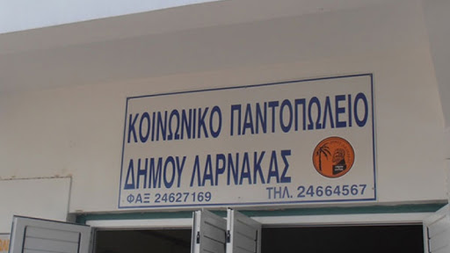 ΚΟΙΝΩΝΙΚΟ ΠΑΝΤΟΠΩΛΕΙΟ
ΔΗΜΟΥ ΛΑΡΝΑΚΑΣ
ΦΑΞ 24627169 ΤΗΛ. 24664567